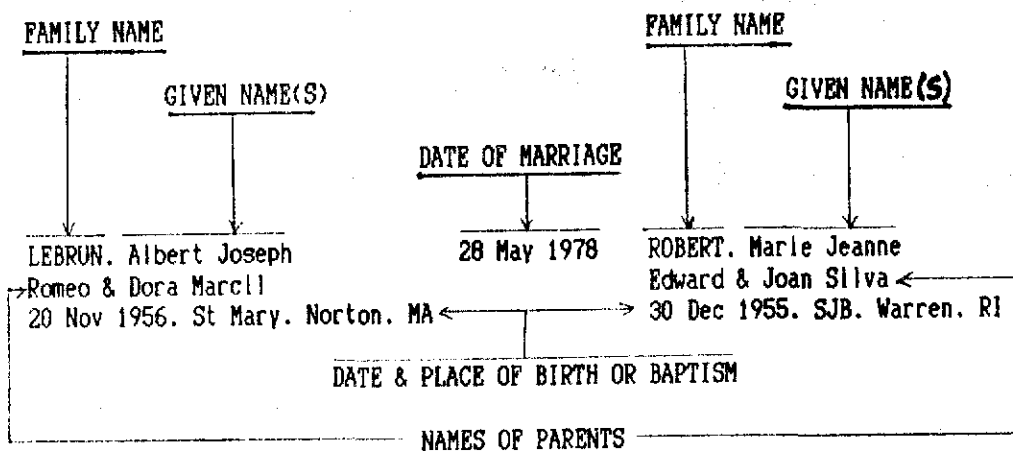 FAMILY NAME FAMILY NAME
GIVEN NAME(S) GIVEN NAME(S)
DATE OF MARRIAGE
LEBRUN. Albert Joseph 28 May 1978 ROBERT. Marie Jeanne
Romeo & Dora Marcil Edward & Joan Silva
20 Nov 1956. St Mary. Norton. MA 30 Dec 1955. SJB. Warren. RI
DATE & PLACE OF BIRTH OR BAPTISM
NAMES OF PARENTS